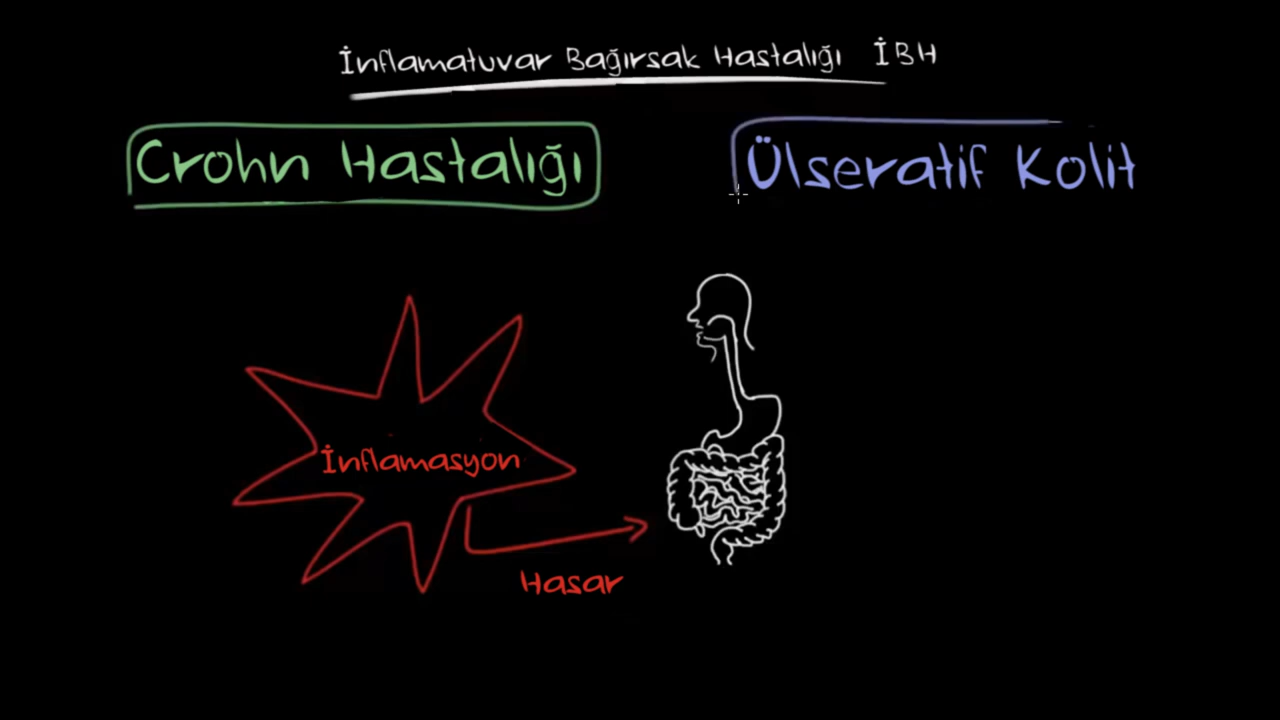 İnflamatuvar Bağırsak Hastalığı İBH
Crohn Hastalığı
Ülseratif Kolit
İnflamasyon
Hasar